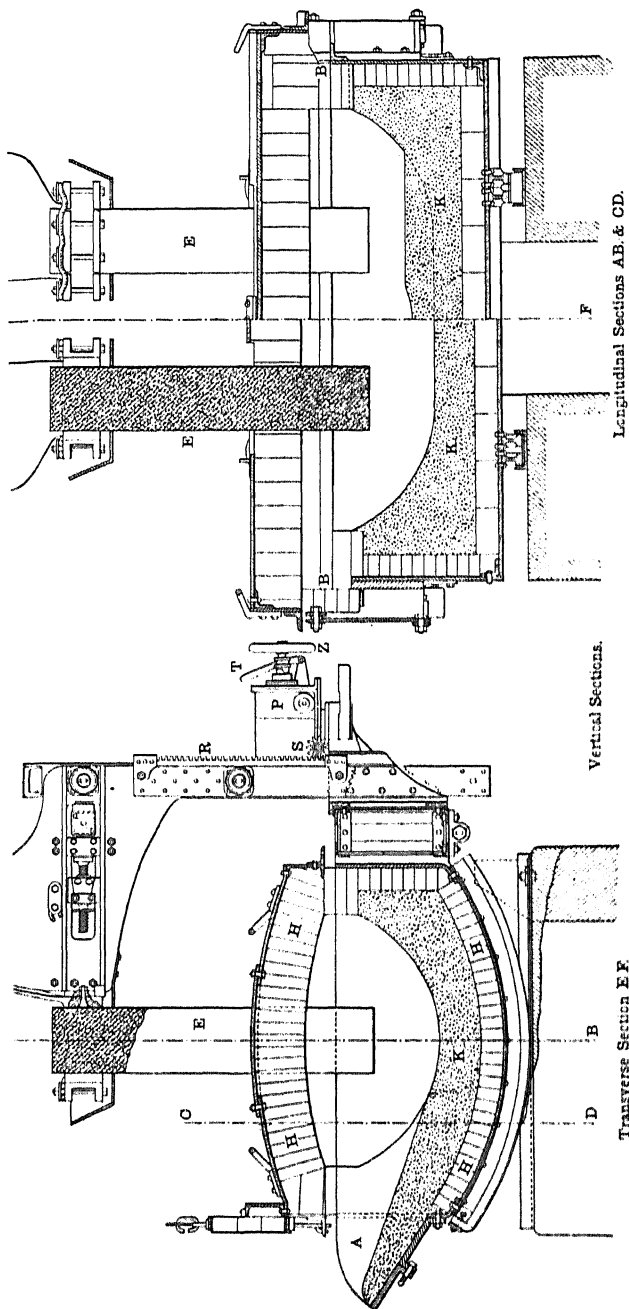 E
E
B
B
K
K
F
Longitudinal Sections AB. & CD.
Vertical Sections.
R
T
P
S
Z
E
C
H
H
A
K
H
H
D
B
Transverse Section E F.